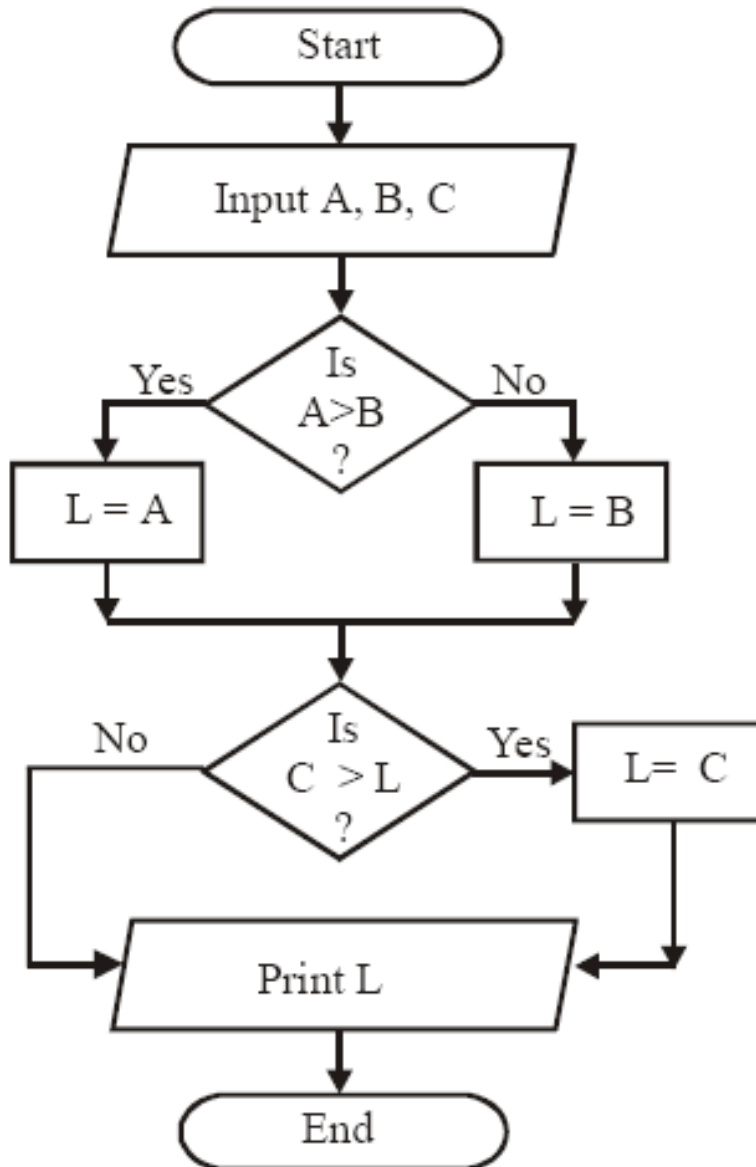 Start
Input A, B, C
Is
A>B
?
Yes
No
L = A
L = B
Is
C > L
?
No
Yes
L= C
Print L
End